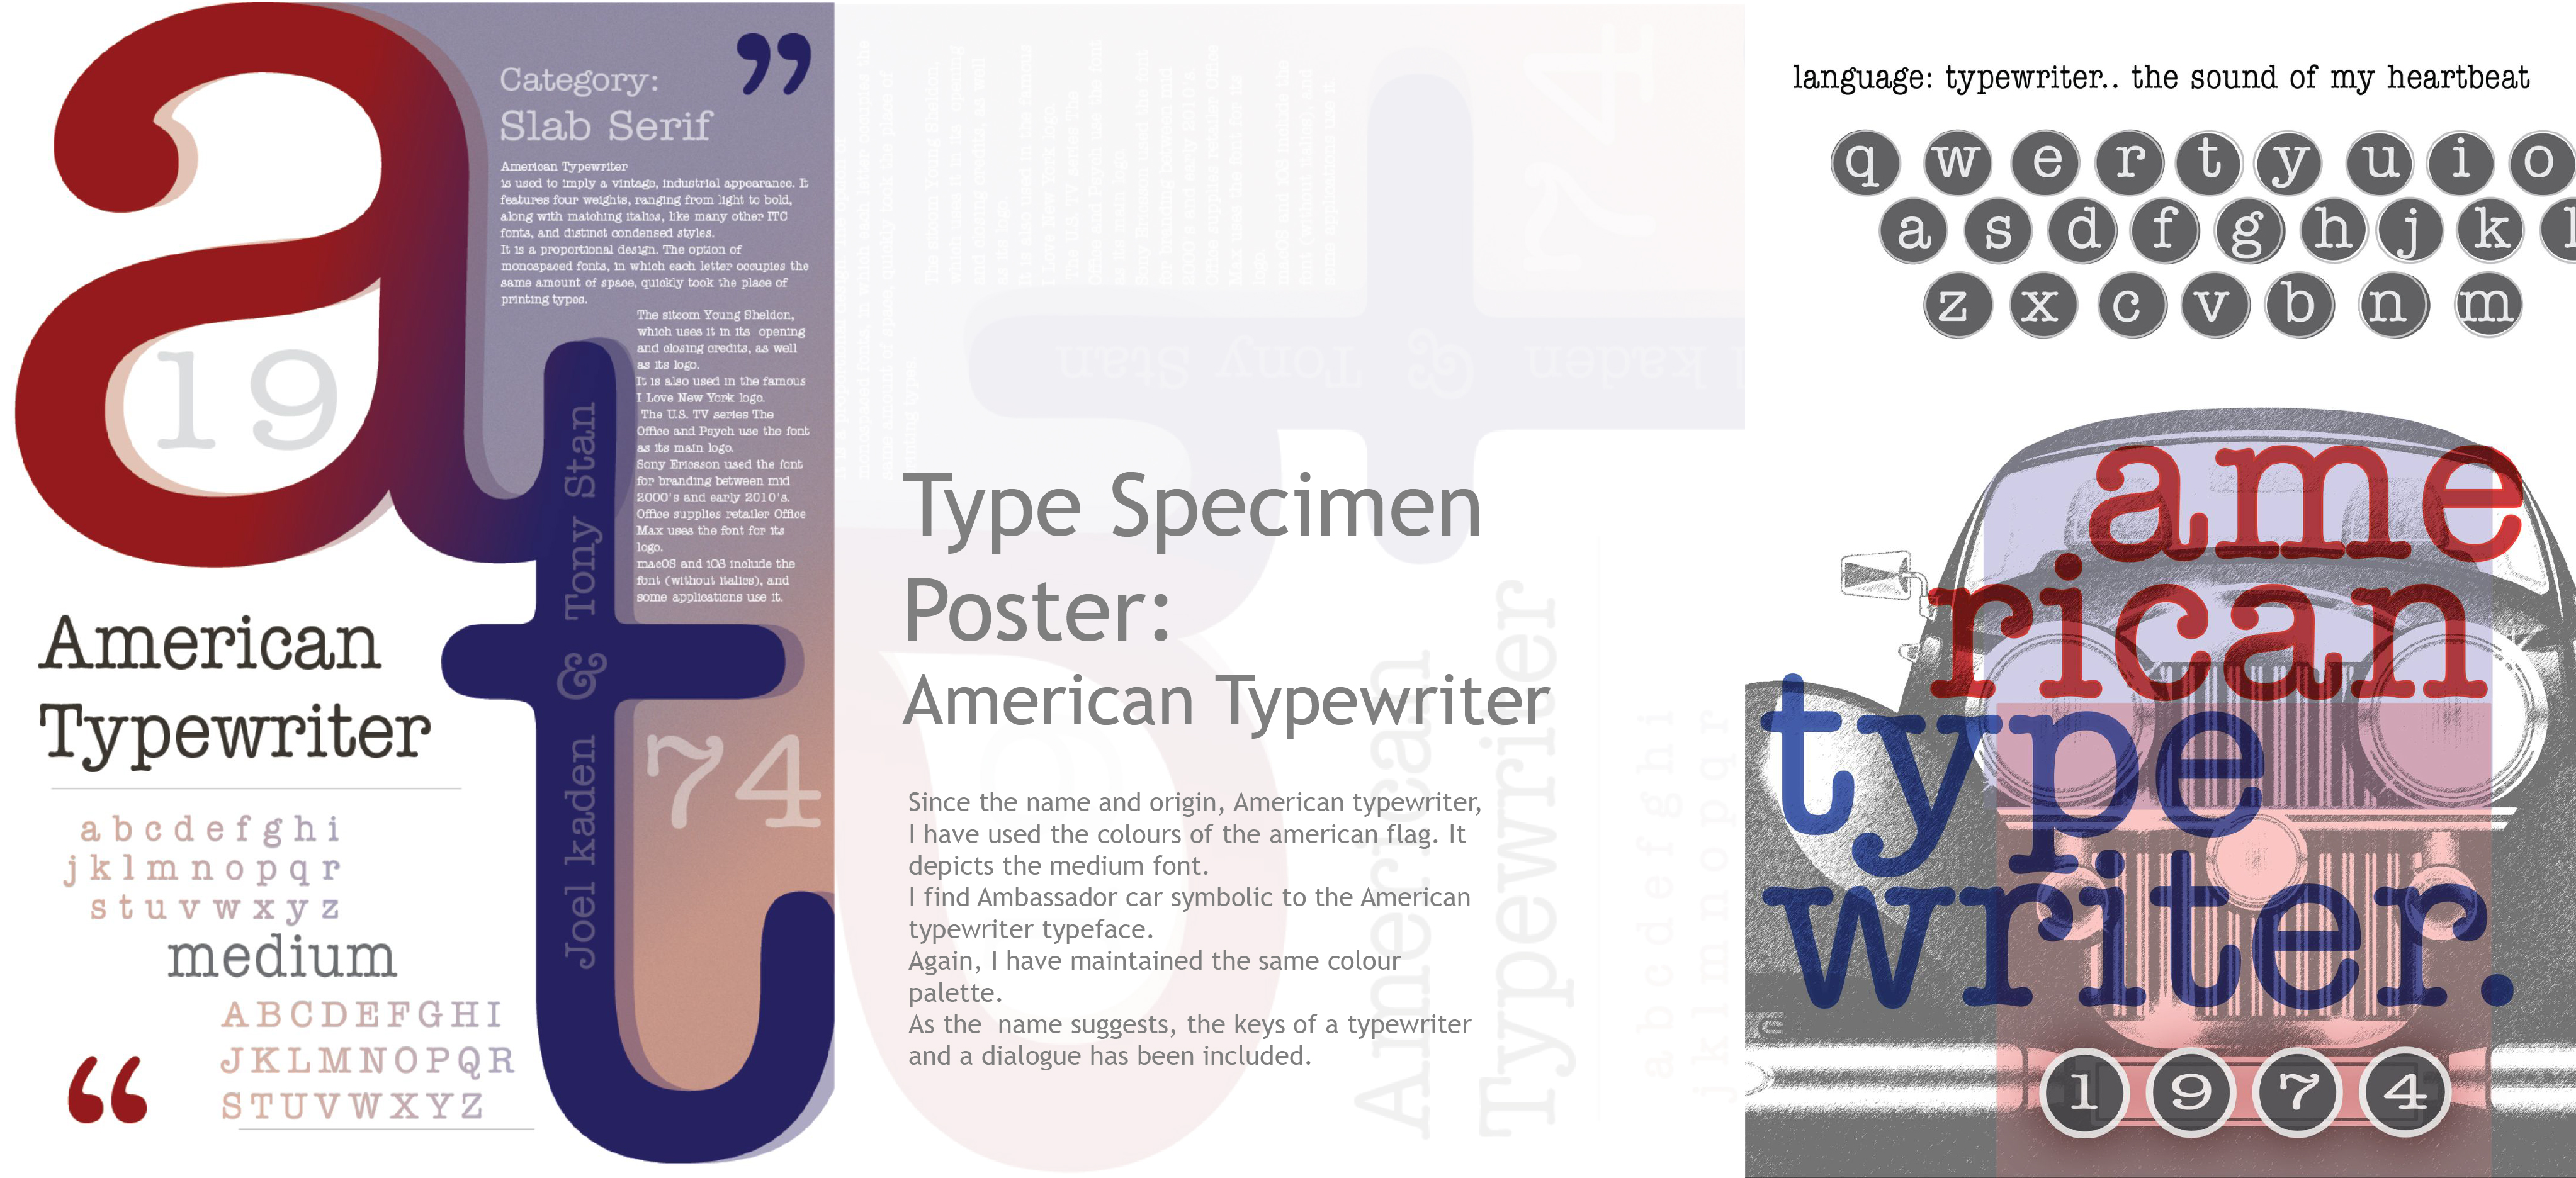 a
t
”
Category:
Slab Serif
American Typewriter
is used to imply a vintage, industrial appearance. It
features four weights, ranging from light to bold,
along with matching italics, like many other ITC
fonts, and distinct condensed styles.
It is a proportional design. The option of
monospaced fonts, in which each letter occupies the
same amount of space, quickly took the place of
printing types.
The sitcom Young Sheldon,
which uses it in its opening
and closing credits, as well
as its logo.
It is also used in the famous
I Love New York logo.
The U.S. TV series The
Office and Psych use the font
as its main logo.
Sony Ericsson used the font
for branding between mid
2000's and early 2010's.
Office supplies retailer Office
Max uses the font for its
logo.
macOS and iOS include the
font (without italics), and
some applications use it.
19
74
Joel kaden & Tony Stan
American
Typewriter
a b c d e f g h i
j k l m n o p q r
s t u v w x y z
medium
A B C D E F G H I
J K L M N O P Q R
S T U V W X Y Z
“
Type Specimen
Poster:
American Typewriter
Since the name and origin, American typewriter,
I have used the colours of the american flag. It
depicts the medium font.
I find Ambassador car symbolic to the American
typewriter typeface.
Again, I have maintained the same colour
palette.
As the name suggests, the keys of a typewriter
and a dialogue has been included.
74
kaden & Tony Stan
American
Typewriter
a b c d e f g h i
j k l m n o p q r
language: typewriter.. the sound of my heartbeat
q w e r t y u i o
a s d f g h j k l
z x c v b n m
ame
rican
type
writer.
1 9 7 4